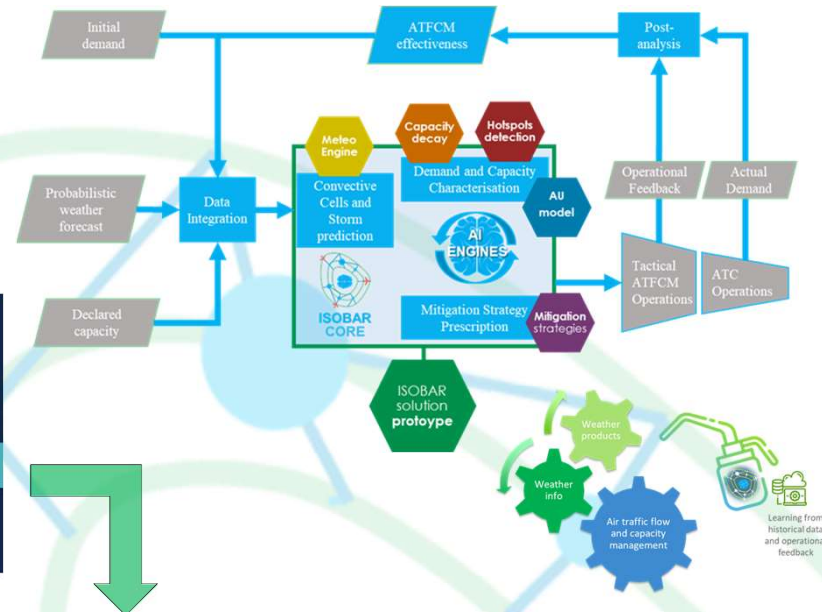 Initial
demand
ATFCM
effectiveness
Post-
analysis
Meteo
Engine
Capacity
decay
Hotspots
detection
Probabilistic
weather
forecast
Data
Integration
Convective
Cells and
Storm
prediction
Demand and Capacity
Characterisation
AU
model
Operational
Feedback
Actual
Demand
AI
ENGINES
ISOBAR
CORE
Tactical
ATFCM
Operations
ATC
Operations
Declared
capacity
Mitigation Strategy
Prescription
Mitigation
strategies
ISOBAR
solution
protoype
Weather
products
Weather
info
Air traffic flow
and capacity
management
Learning from
historical data
and operational
feedback